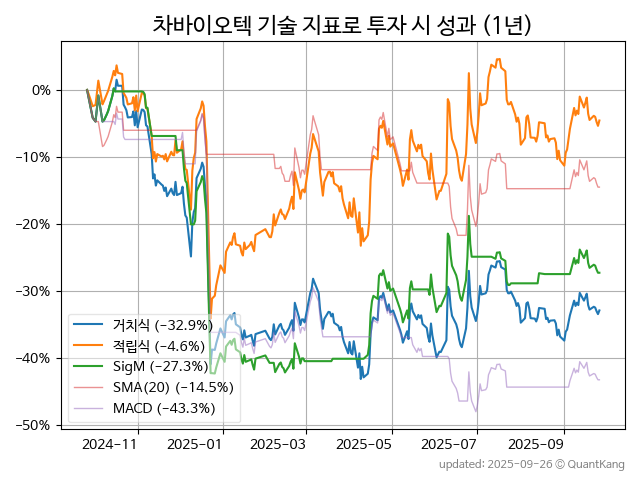 차바이오텍 기술 지표로 투자 시 성과 (1년)
0%
−10%
−20%
−30%
−40%
−50%
거치식 (−32.9%)
적립식 (−4.6%)
SigM (−27.3%)
SMA(20) (−14.5%)
MACD (−43.3%)
2024−11 2025−01 2025−03 2025−05 2025−07 2025−09
updated: 2025−09−26 © QuantKang